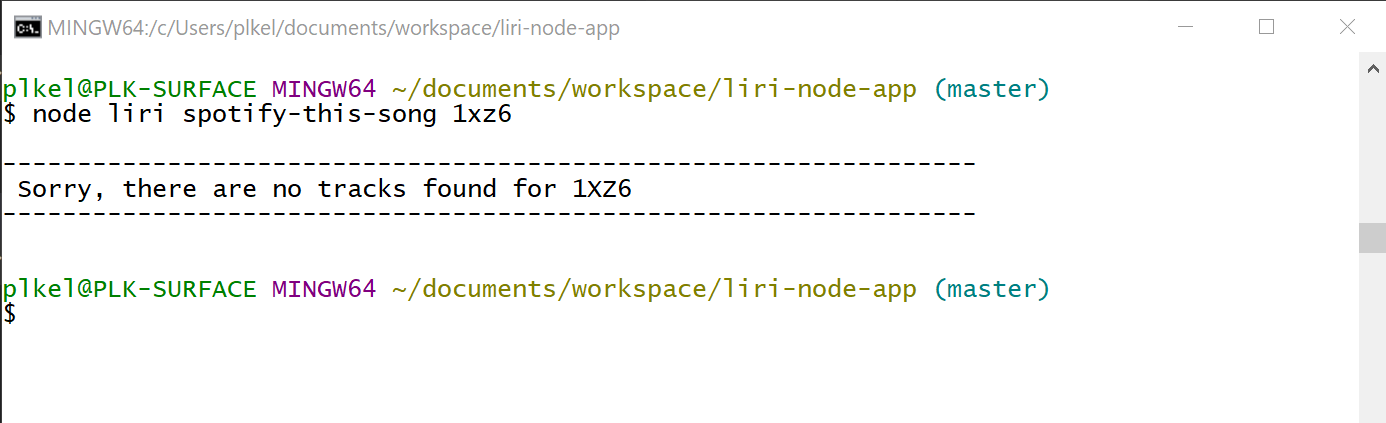 MINGW64:/c/Users/plkel/documents/workspace/liri-node-app
plkel@PLK-SURFACE MINGW64 ~/documents/workspace/liri-node-app (master)
$ node liri spotify-this-song 1xz6
-----------------------------------------------------------------
Sorry, there are no tracks found for 1XZ6
-----------------------------------------------------------------
plkel@PLK-SURFACE MINGW64 ~/documents/workspace/liri-node-app (master)
$